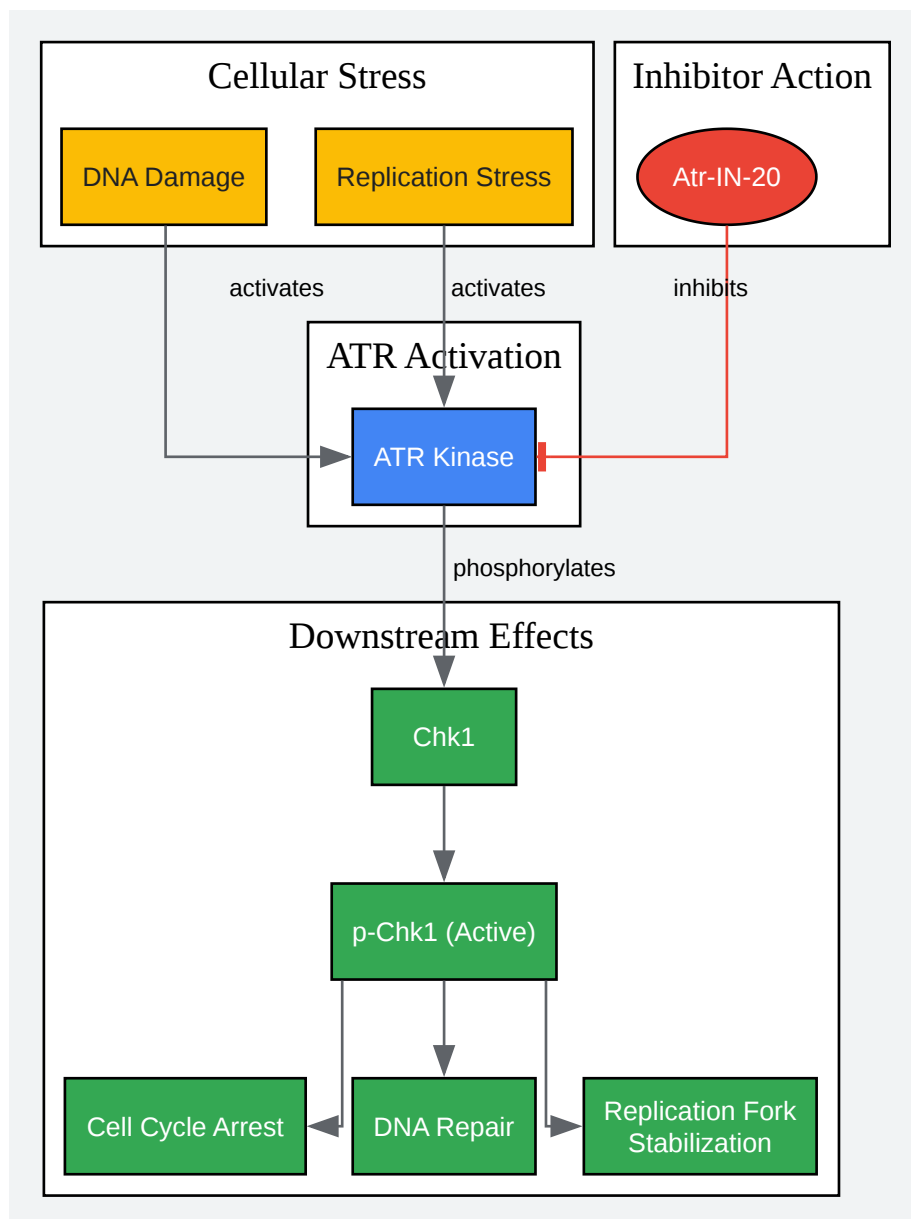 Cellular Stress
Inhibitor Action
DNA Damage
Replication Stress
Atr-IN-20
activates
activates
inhibits
ATR Activation
ATR Kinase
phosphorylates
Downstream Effects
Chk1
p-Chk1 (Active)
Cell Cycle Arrest
DNA Repair
Replication Fork
Stabilization